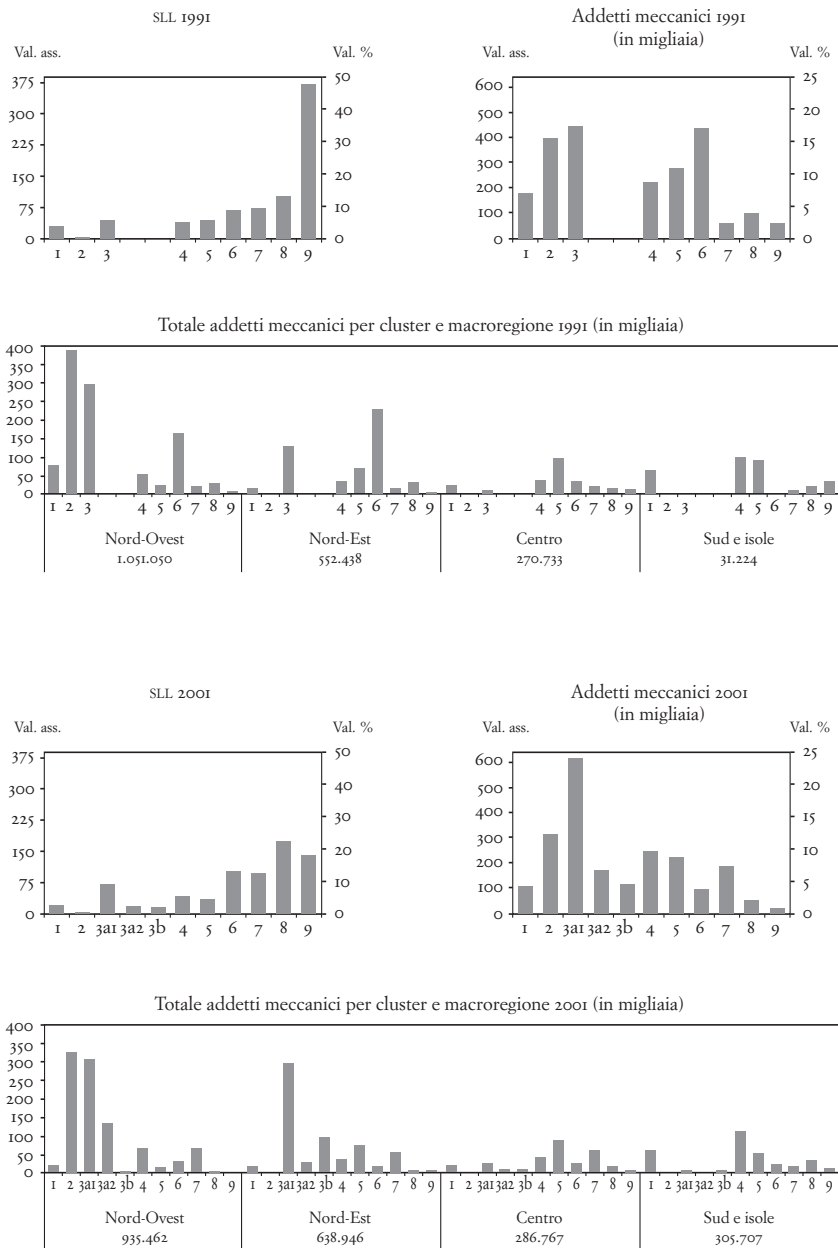 SLL 1991
Addetti meccanici 1991
(in migliaia)
Val. ass.
Val. %
Val. ass.
Val. %
375
300
225
150
75
0
50
40
30
20
10
0
600
500
400
300
200
100
0
25
20
15
10
5
0
1 2 3 4 5 6 7 8 9
1 2 3 4 5 6 7 8 9
Totale addetti meccanici per cluster e macroregione 1991 (in migliaia)
400
350
300
250
200
150
100
50
0
1 2 3 4 5 6 7 8 9 1 2 3 4 5 6 7 8 9 1 2 3 4 5 6 7 8 9 1 2 3 4 5 6 7 8 9
Nord-Ovest Nord-Est Centro Sud e isole
1.051.050 552.438 270.733 31.224
SLL 2001
Addetti meccanici 2001
(in migliaia)
Val. ass.
Val. %
Val. ass.
Val. %
375
300
225
150
75
0
50
40
30
20
10
0
600
500
400
300
200
100
0
25
20
15
10
5
0
1 2 3a1 3a2 3b 4 5 6 7 8 9
1 2 3a1 3a2 3b 4 5 6 7 8 9
Totale addetti meccanici per cluster e macroregione 2001 (in migliaia)
400
350
300
250
200
150
100
50
0
1 2 3a1 3a2 3b 4 5 6 7 8 9 1 2 3a1 3a2 3b 4 5 6 7 8 9 1 2 3a1 3a2 3b 4 5 6 7 8 9 1 2 3a1 3a2 3b 4 5 6 7 8 9
Nord-Ovest Nord-Est Centro Sud e isole
935.462 638.946 286.767 305.707